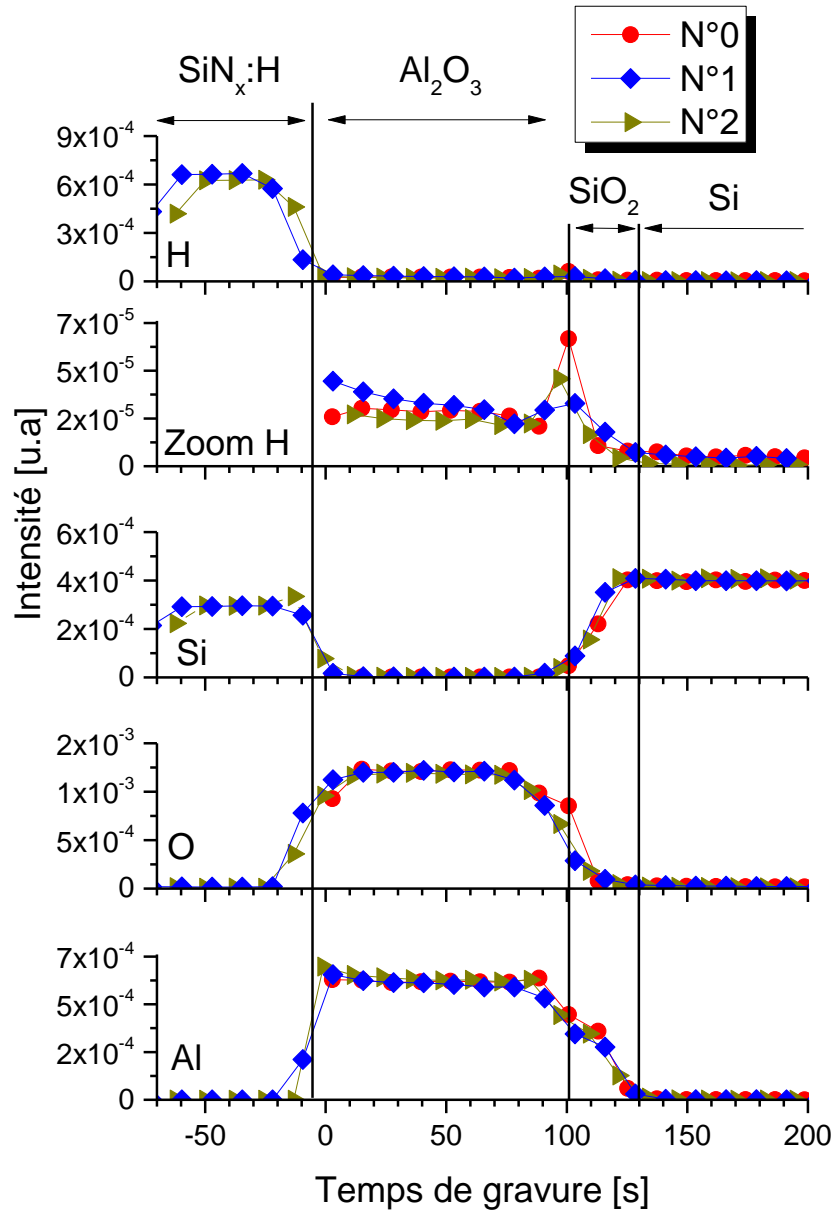 N°0
N°1
N°2
SiNₓ:H
Al₂O₃
SiO₂
Si
9x10⁻⁴
6x10⁻⁴
3x10⁻⁴
0
H
7x10⁻⁵
5x10⁻⁵
2x10⁻⁵
0
Zoom H
6x10⁻⁴
4x10⁻⁴
2x10⁻⁴
0
Si
2x10⁻³
1x10⁻³
5x10⁻⁴
0
O
7x10⁻⁴
5x10⁻⁴
2x10⁻⁴
0
Al
-50 0 50 100 150 200
Temps de gravure [s]
Intensité [u.a]